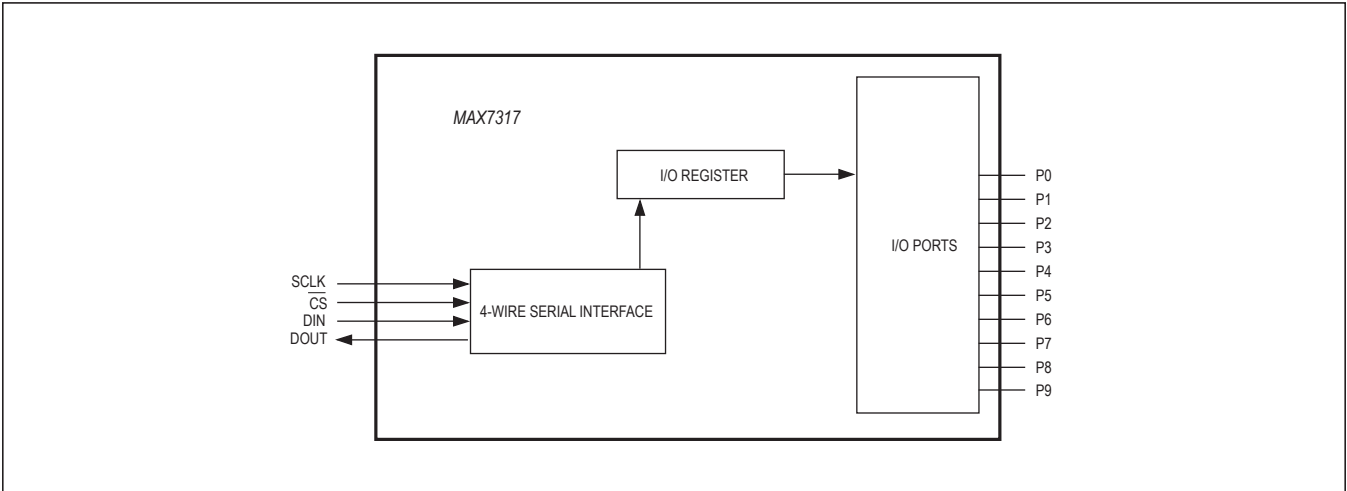 MAX7317
I/O REGISTER
I/O PORTS
P0
P1
P2
P3
P4
P5
P6
P7
P8
P9
SCLK
C̅S̅
DIN
DOUT
4-WIRE SERIAL INTERFACE